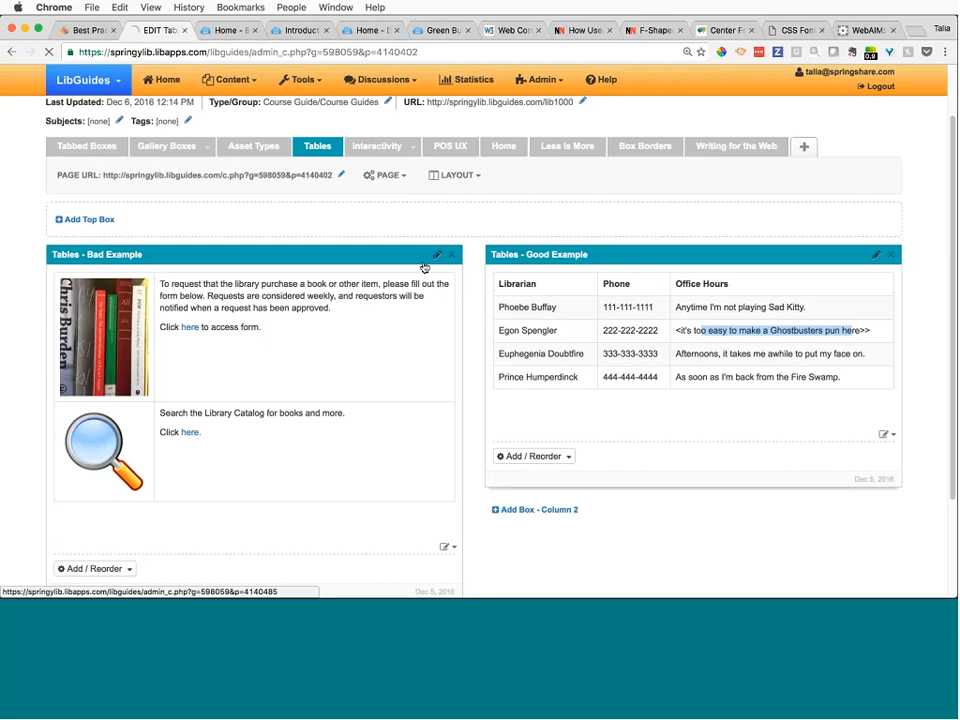 Chrome File Edit View History Bookmarks People Window Help
Best Pra EDIT Tab Home - B Introduct Home - D Green Bu Web Con How Use F-Shape Center F CSS Fon WebAIM: Talia
https://springylib.libapps.com/libguides/admin_c.php?g=598059&p=4140402
0.8
LibGuides Home Content Tools Discussions Statistics Admin Help
talia@springshare.com
Logout
Last Updated: Dec 6, 2016 12:14 PM Type/Group: Course Guide/Course Guides URL: http://springylib.libguides.com/lib1000
Subjects: [none] Tags: [none]
Tabbed Boxes Gallery Boxes Asset Types Tables Interactivity POS UX Home Less is More Box Borders Writing for the Web
PAGE URL: http://springylib.libguides.com/c.php?g=598059&p=4140402 PAGE LAYOUT
Add Top Box
Tables - Bad Example
Chris Burden
To request that the library purchase a book or other item, please fill out the
form below. Requests are considered weekly, and requestors will be
notified when a request has been approved.
Click here to access form.
Search the Library Catalog for books and more.
Click here.
Add / Reorder
Dec 5, 2016
Tables - Good Example
Librarian Phone Office Hours
Phoebe Buffay 111-111-1111 Anytime I'm not playing Sad Kitty.
Egon Spengler 222-222-2222 <it's too easy to make a Ghostbusters pun here>>
Euphegenia Doubtfire 333-333-3333 Afternoons, it takes me awhile to put my face on.
Prince Humperdinck 444-444-4444 As soon as I'm back from the Fire Swamp.
Add / Reorder
Dec 5, 2016
Add Box - Column 2
https://springylib.libapps.com/libguides/admin_c.php?g=598059&p=4140485